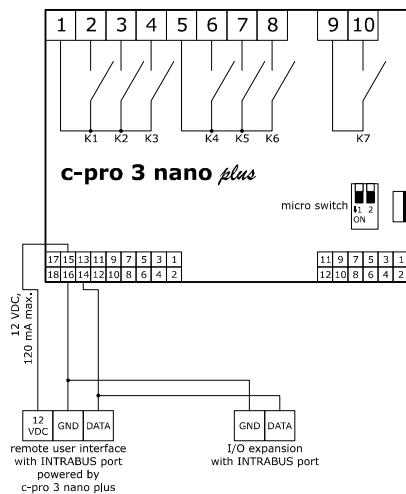 1 2 3 4 5 6 7 8 9 10
K1 K2 K3 K4 K5 K6 K7
c-pro 3 nano plus
micro switch
1 2
ON
17 15 13 11 9 7 5 3 1
18 16 14 12 10 8 6 4 2
11 9 7 5 3 1
12 10 8 6 4 2
12 VDC,
120 mA max.
12
VDC
GND
DATA
GND
DATA
remote user interface
with INTRABUS port
powered by
c-pro 3 nano plus
I/O expansion
with INTRABUS port